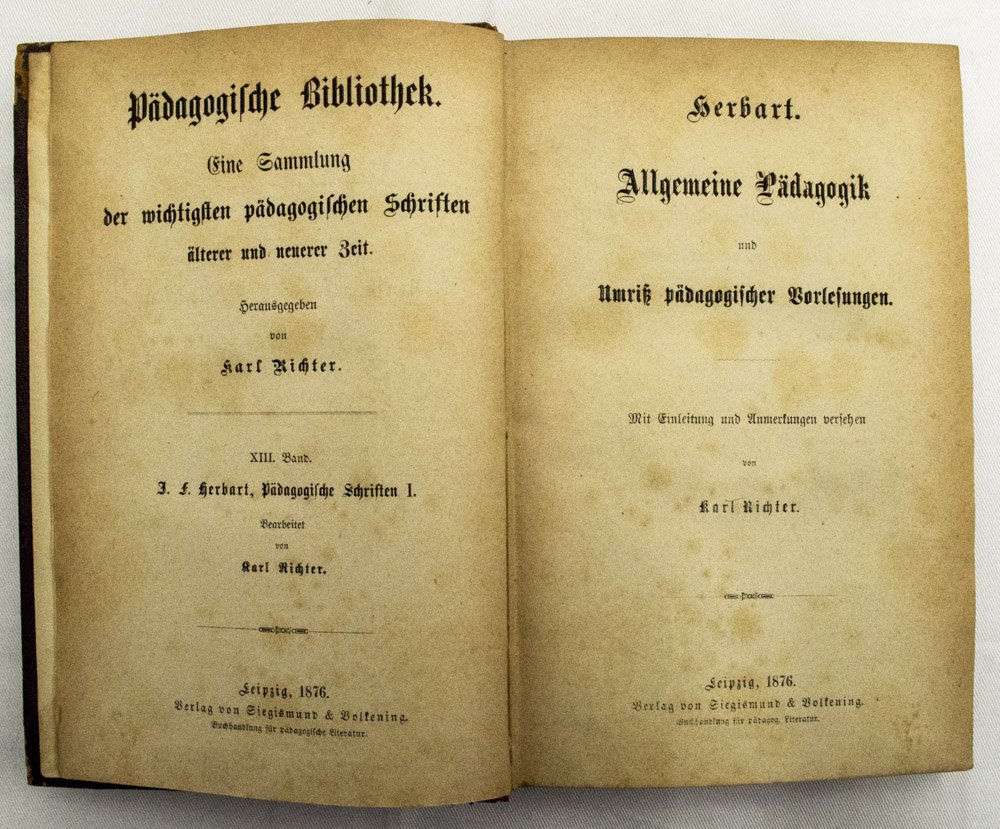 Pädagogische Bibliothek.
Eine Sammlung
der wichtigsten pädagogischen Schriften
älterer und neuerer Zeit.
Herausgegeben
von
Karl Richter.
XIII. Band.
J. F. Herbart, Pädagogische Schriften I.
Bearbeitet
von
Karl Richter.
Leipzig, 1876.
Verlag von Siegismund & Volkening.
Buchhandlung für pädagogische Literatur.
Herbart.
Allgemeine Pädagogik
und
Umriß pädagogischer Vorlesungen.
Mit Einleitung und Anmerkungen versehen
von
Karl Richter.
Leipzig, 1876.
Verlag von Siegismund & Volkening.
Buchhandlung für pädagog. Literatur.